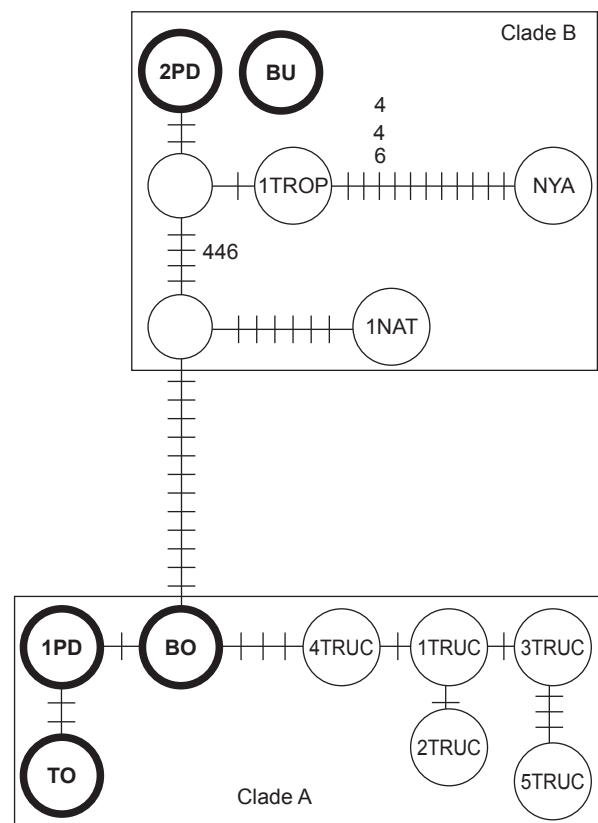 Clade B
2PD
BU
4
4
6
1TROP
NYA
446
1NAT
1PD
BO
4TRUC
1TRUC
3TRUC
2TRUC
TO
5TRUC
Clade A